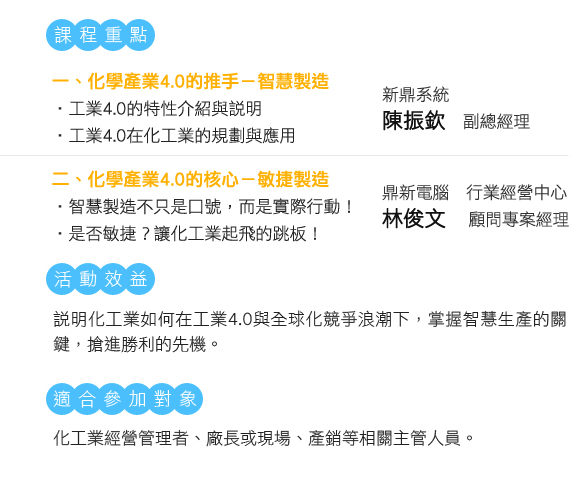 課程重點
一、化學產業4.0的推手－智慧製造
・工業4.0的特性介紹與說明
・工業4.0在化工業的規劃與應用
新鼎系統
陳振欽 副總經理
二、化學產業4.0的核心－敏捷製造
・智慧製造不只是口號，而是實際行動！
・是否敏捷？讓化工業起飛的跳板！
鼎新電腦 行業經營中心
林俊文 顧問專案經理
活動效益
説明化工業如何在工業4.0與全球化競爭浪潮下，掌握智慧生產的關
鍵，搶進勝利的先機。
適合參加對象
化工業經營管理者、廠長或現場、產銷等相關主管人員。